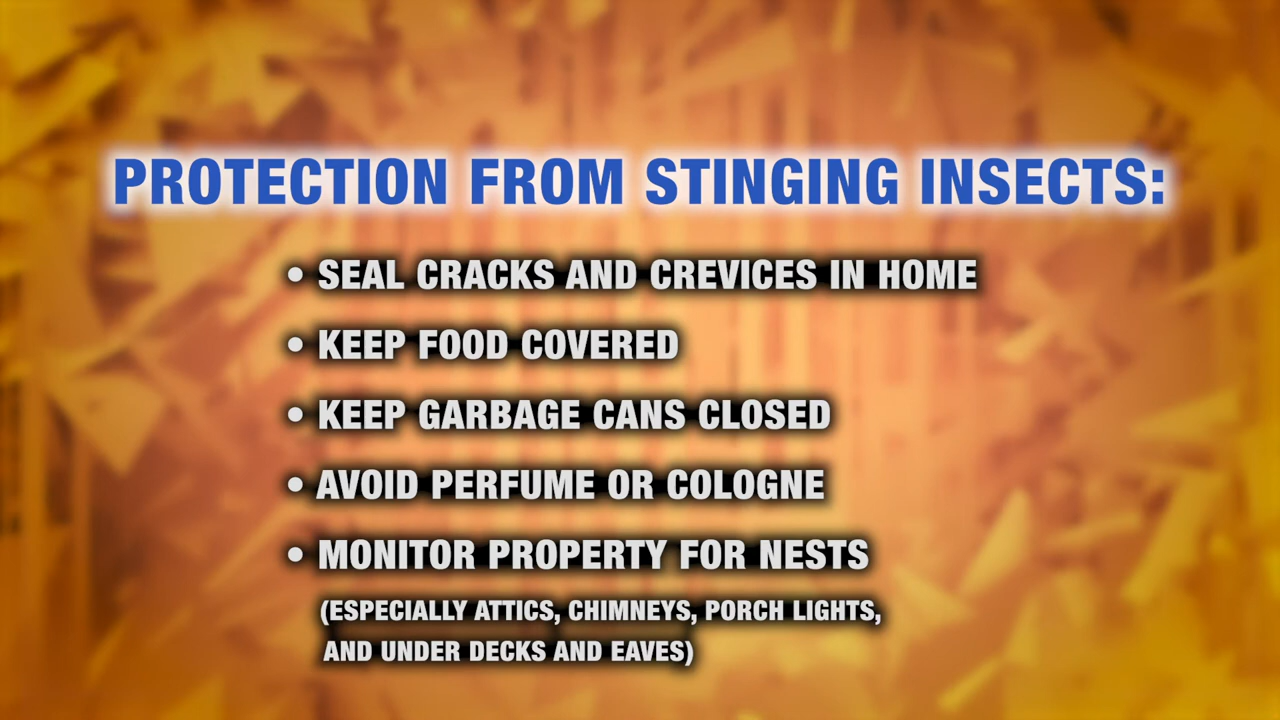 PROTECTION FROM STINGING INSECTS:
• SEAL CRACKS AND CREVICES IN HOME
• KEEP FOOD COVERED
• KEEP GARBAGE CANS CLOSED
• AVOID PERFUME OR COLOGNE
• MONITOR PROPERTY FOR NESTS
(ESPECIALLY ATTICS, CHIMNEYS, PORCH LIGHTS,
AND UNDER DECKS AND EAVES)